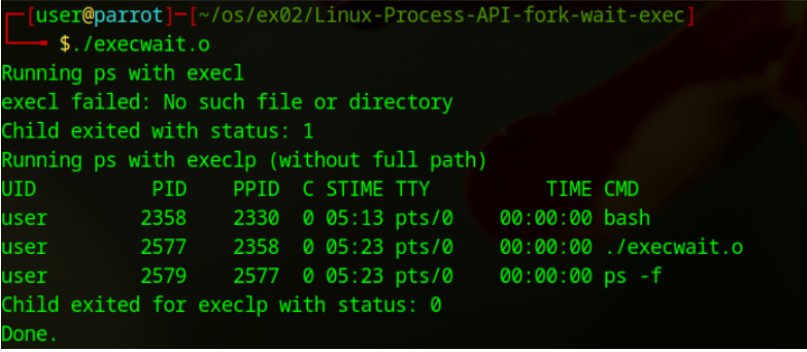 ┌─[user@parrot]─[~/os/ex02/Linux-Process-API-fork-wait-exec]
└──╼ $./execwait.o
Running ps with execl
execl failed: No such file or directory
Child exited with status: 1
Running ps with execlp (without full path)
UID          PID    PPID  C STIME TTY          TIME CMD
user        2358    2330  0 05:13 pts/0    00:00:00 bash
user        2577    2358  0 05:23 pts/0    00:00:00 ./execwait.o
user        2579    2577  0 05:23 pts/0    00:00:00 ps -f
Child exited for execlp with status: 0
Done.